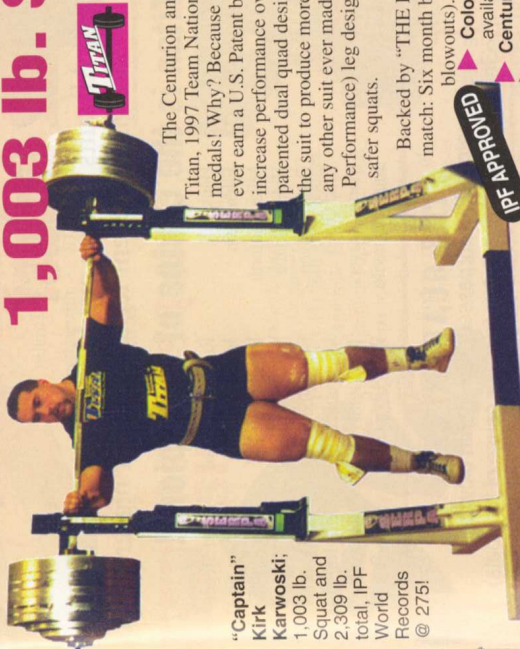 1,003 lb.
TITAN
The Centurion an
Titan, 1997 Team Nation
medals! Why? Because
ever earn a U.S. Patent b
increase performance ov
patented dual quad desi
the suit to produce more
any other suit ever mad
Performance) leg desig
safer squats.
Backed by “THE
match: Six month b
blowouts).
Colo
availa
Centu
IPF APPROVED
TITAN
“Captain”
Kirk
Karwoski;
1,003 lb.
Squat and
2,309 lb.
total, IPF
World
Records
@ 275!